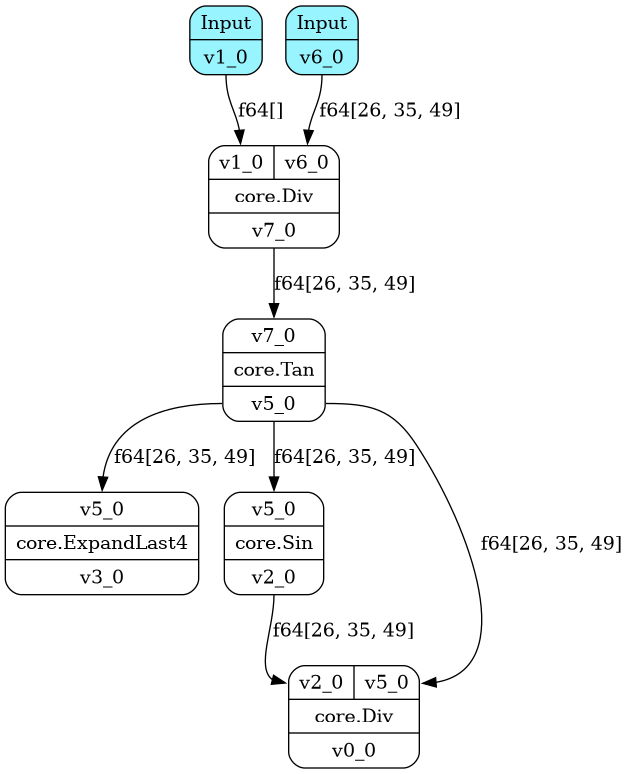 Input
v1_0
Input
v6_0
f64[]
f64[26, 35, 49]
v1_0
v6_0
core.Div
v7_0
f64[26, 35, 49]
v7_0
core.Tan
v5_0
f64[26, 35, 49]
f64[26, 35, 49]
f64[26, 35, 49]
v5_0
core.ExpandLast4
v3_0
v5_0
core.Sin
v2_0
f64[26, 35, 49]
v2_0
v5_0
core.Div
v0_0